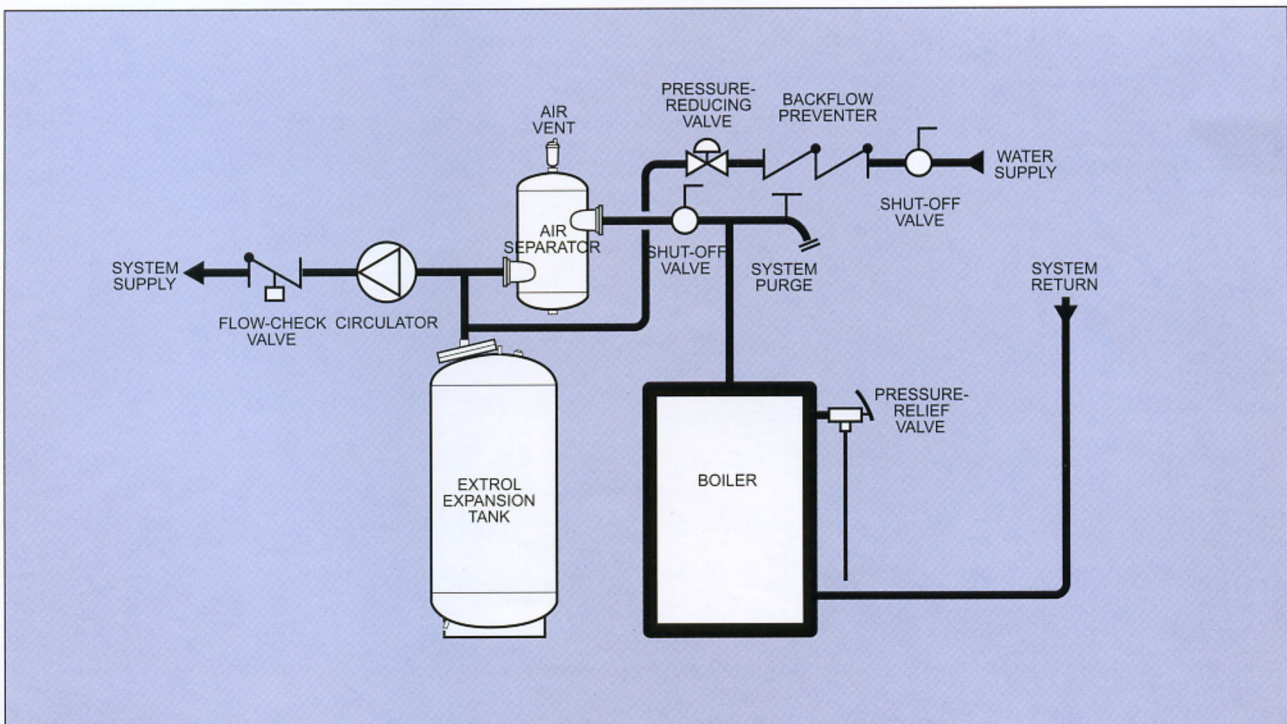 PRESSURE-
REDUCING
VALVE
BACKFLOW
PREVENTER
AIR
VENT
WATER
SUPPLY
SHUT-OFF
VALVE
AIR
SEPARATOR
SHUT-OFF
VALVE
SYSTEM
PURGE
SYSTEM
SUPPLY
SYSTEM
RETURN
FLOW-CHECK
VALVE
CIRCULATOR
PRESSURE-
RELIEF
VALVE
EXTROL
EXPANSION
TANK
BOILER